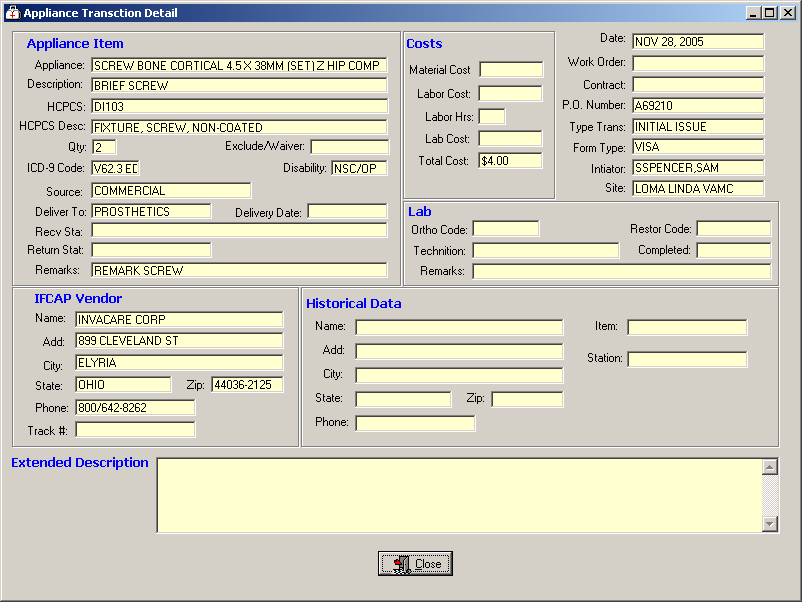 Appliance Transction Detail
Appliance Item
Appliance: SCREW BONE CORTICAL 4.5 X 38MM (SET) Z HIP COMP
Description: BRIEF SCREW
HCPCS: DI103
HCPCS Desc: FIXTURE, SCREW, NON-COATED
Qty: 2 Exclude/Waiver:
ICD-9 Code: V62.3 EC Disability: NSC/OP
Source: COMMERCIAL
Deliver To: PROSTHETICS Delivery Date:
Recv Sta:
Return Stat:
Remarks: REMARK SCREW
Costs
Material Cost
Labor Cost:
Labor Hrs:
Lab Cost:
Total Cost: $4.00
Date: NOV 28, 2005
Work Order:
Contract:
P.O. Number: A69210
Type Trans: INITIAL ISSUE
Form Type: VISA
Intiator: SSPENCER,SAM
Site: LOMA LINDA VAMC
Lab
Ortho Code: Restor Code:
Technition: Completed:
Remarks:
IFCAP Vendor
Name: INVACARE CORP
Add: 899 CLEVELAND ST
City: ELYRIA
State: OHIO Zip: 44036-2125
Phone: 800/642-8262
Track #:
Historical Data
Name: Item:
Add:
Station:
City:
State: Zip:
Phone:
Extended Description
Close